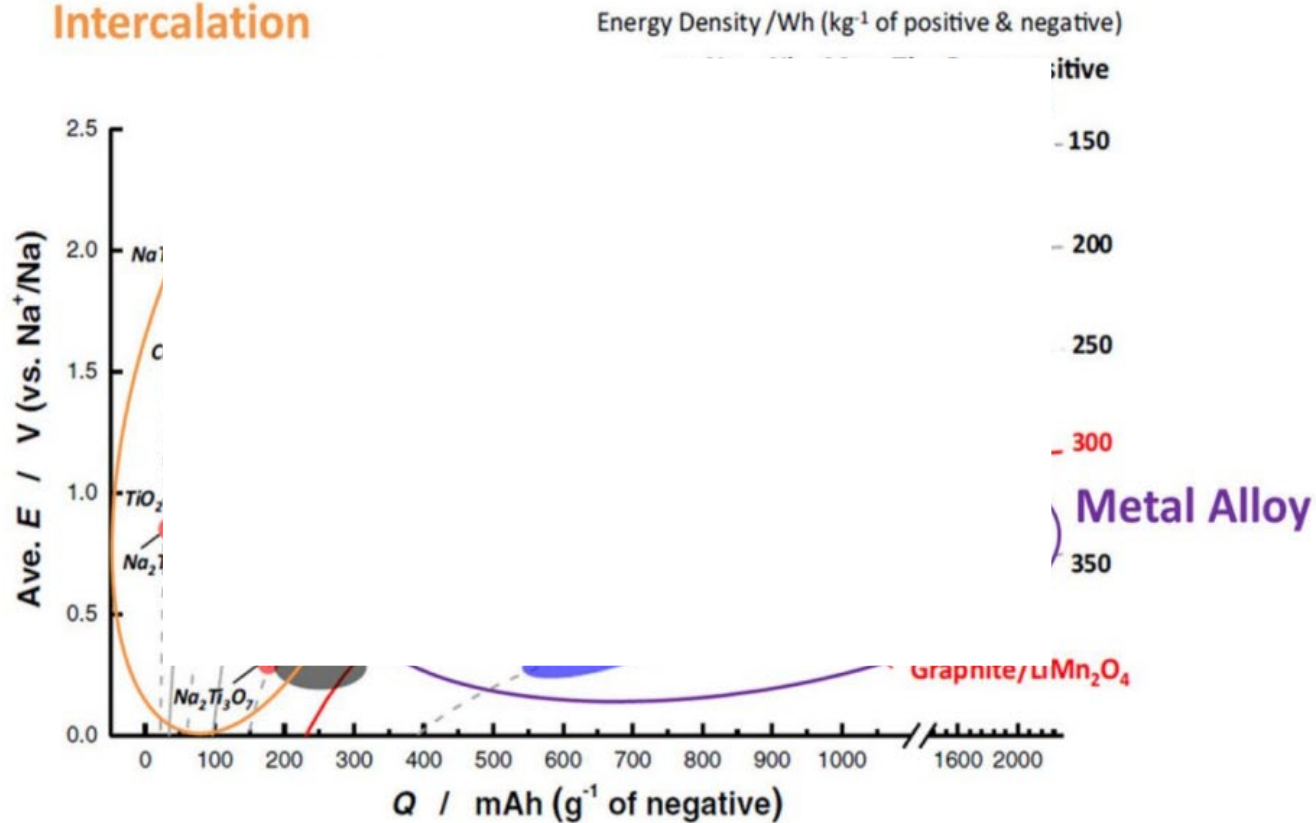 Intercalation
Energy Density /Wh (kg⁻¹ of positive & negative)
2.5
150
2.0
200
250
1.5
300
1.0
TiO₂
Metal Alloy
350
0.5
Graphite/LiMn₂O₄
Na₂Ti₃O₇
0.0
0 100 200 300 400 500 600 700 800 900 1000 1600 2000
Ave. E / V (vs. Na⁺/Na)
Q / mAh (g⁻¹ of negative)